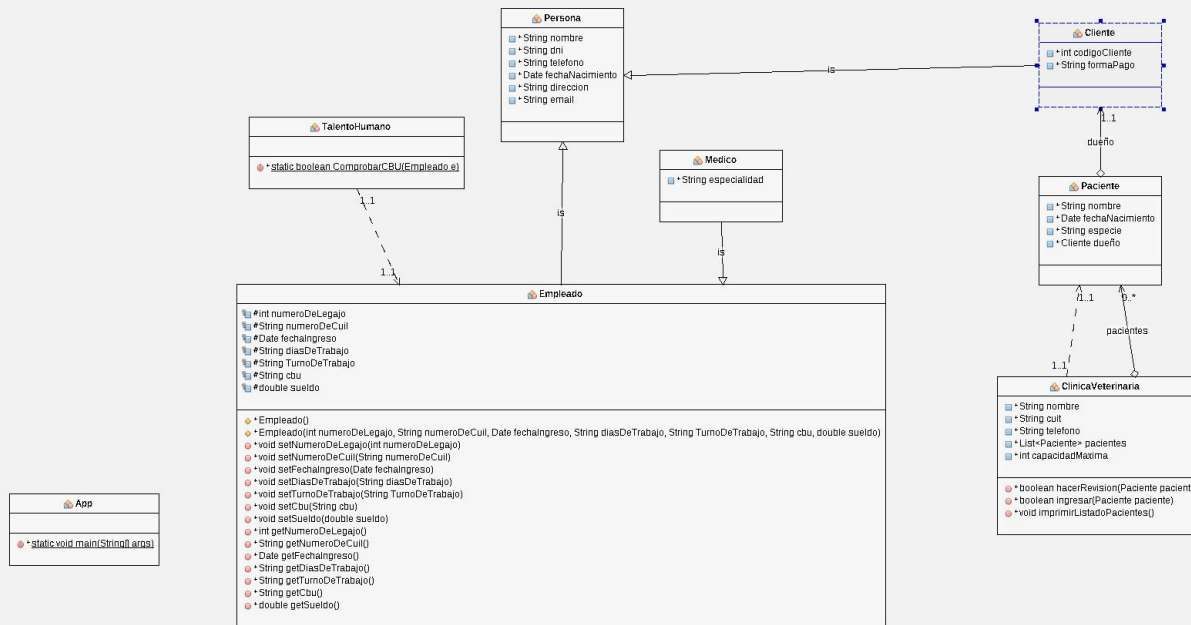 Persona
+String nombre
+String dni
+String telefono
+Date fechaNacimiento
+String direccion
+String email
Cliente
+int codigoCliente
+String formaPago
is
1..1
dueño
TalentoHumano
+static boolean ComprobarCBU(Empleado e)
1..1
1..1
is
Medico
+String especialidad
is
Paciente
+String nombre
+Date fechaNacimiento
+String especie
+Cliente dueño
1..1
0..*
pacientes
1..1
Empleado
#int numeroDeLegajo
#String numeroDeCuil
#Date fechaIngreso
#String diasDeTrabajo
#String TurnoDeTrabajo
#String cbu
#double sueldo
+Empleado()
+Empleado(int numeroDeLegajo, String numeroDeCuil, Date fechaIngreso, String diasDeTrabajo, String TurnoDeTrabajo, String cbu, double sueldo)
+void setNumeroDeLegajo(int numeroDeLegajo)
+void setNumeroDeCuil(String numeroDeCuil)
+void setFechaIngreso(Date fechaIngreso)
+void setDiasDeTrabajo(String diasDeTrabajo)
+void setTurnoDeTrabajo(String TurnoDeTrabajo)
+void setCbu(String cbu)
+void setSueldo(double sueldo)
+int getNumeroDeLegajo()
+String getNumeroDeCuil()
+Date getFechaIngreso()
+String getDiasDeTrabajo()
+String getTurnoDeTrabajo()
+String getCbu()
+double getSueldo()
ClinicaVeterinaria
+String nombre
+String cuit
+String telefono
+List<Paciente> pacientes
+int capacidadMaxima
+boolean hacerRevision(Paciente pacient
+boolean ingresar(Paciente paciente)
+void imprimirListadoPacientes()
App
+static void main(String[] args)